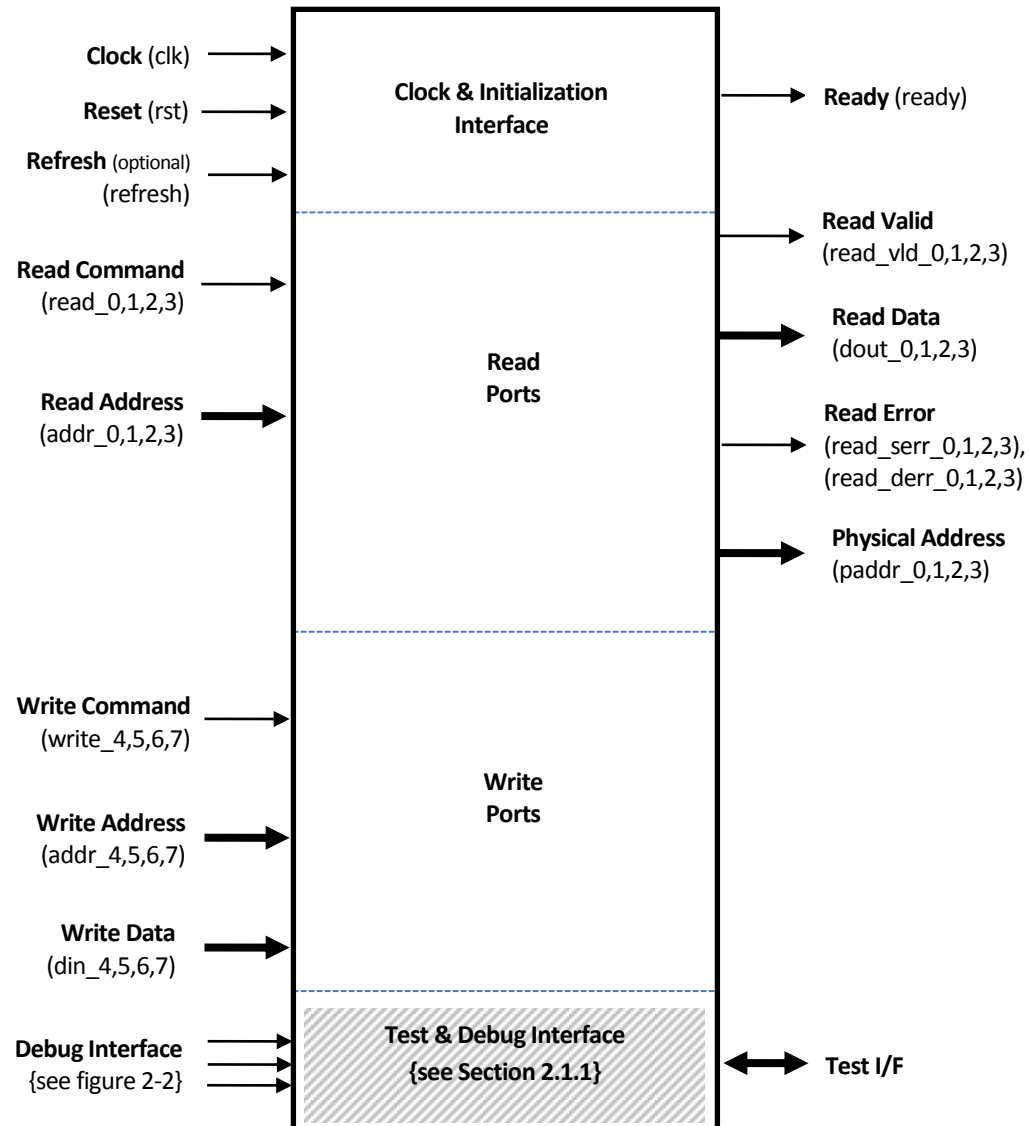 Clock (clk)
Reset (rst)
Refresh (optional)
(refresh)
Clock & Initialization
Interface
Ready (ready)
Read Command
(read_0,1,2,3)
Read Address
(addr_0,1,2,3)
Read
Ports
Read Valid
(read_vld_0,1,2,3)
Read Data
(dout_0,1,2,3)
Read Error
(read_serr_0,1,2,3),
(read_derr_0,1,2,3)
Physical Address
(paddr_0,1,2,3)
Write Command
(write_4,5,6,7)
Write Address
(addr_4,5,6,7)
Write Data
(din_4,5,6,7)
Write
Ports
Debug Interface
{see figure 2-2}
Test & Debug Interface
{see Section 2.1.1}
Test I/F